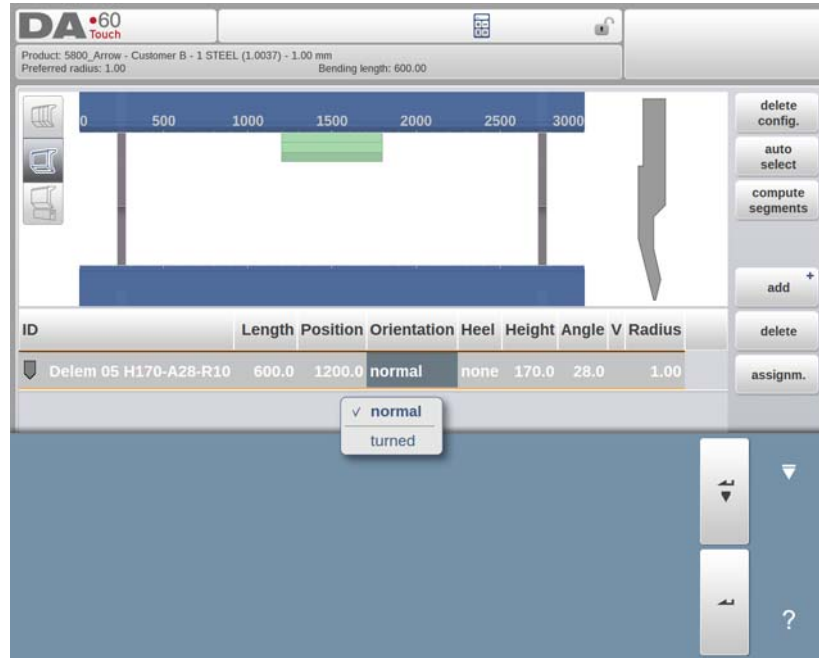 DA•60
Touch
Product: 5800_Arrow - Customer B - 1 STEEL (1.0037) - 1.00 mm
Preferred radius: 1.00 Bending length: 600.00
0 500 1000 1500 2000 2500 3000
delete
config.
auto
select
compute
segments
add +
delete
assignm.
ID Length Position Orientation Heel Height Angle V Radius
Delem 05 H170-A28-R10 600.0 1200.0 normal none 170.0 28.0 1.00
✓ normal
turned
?